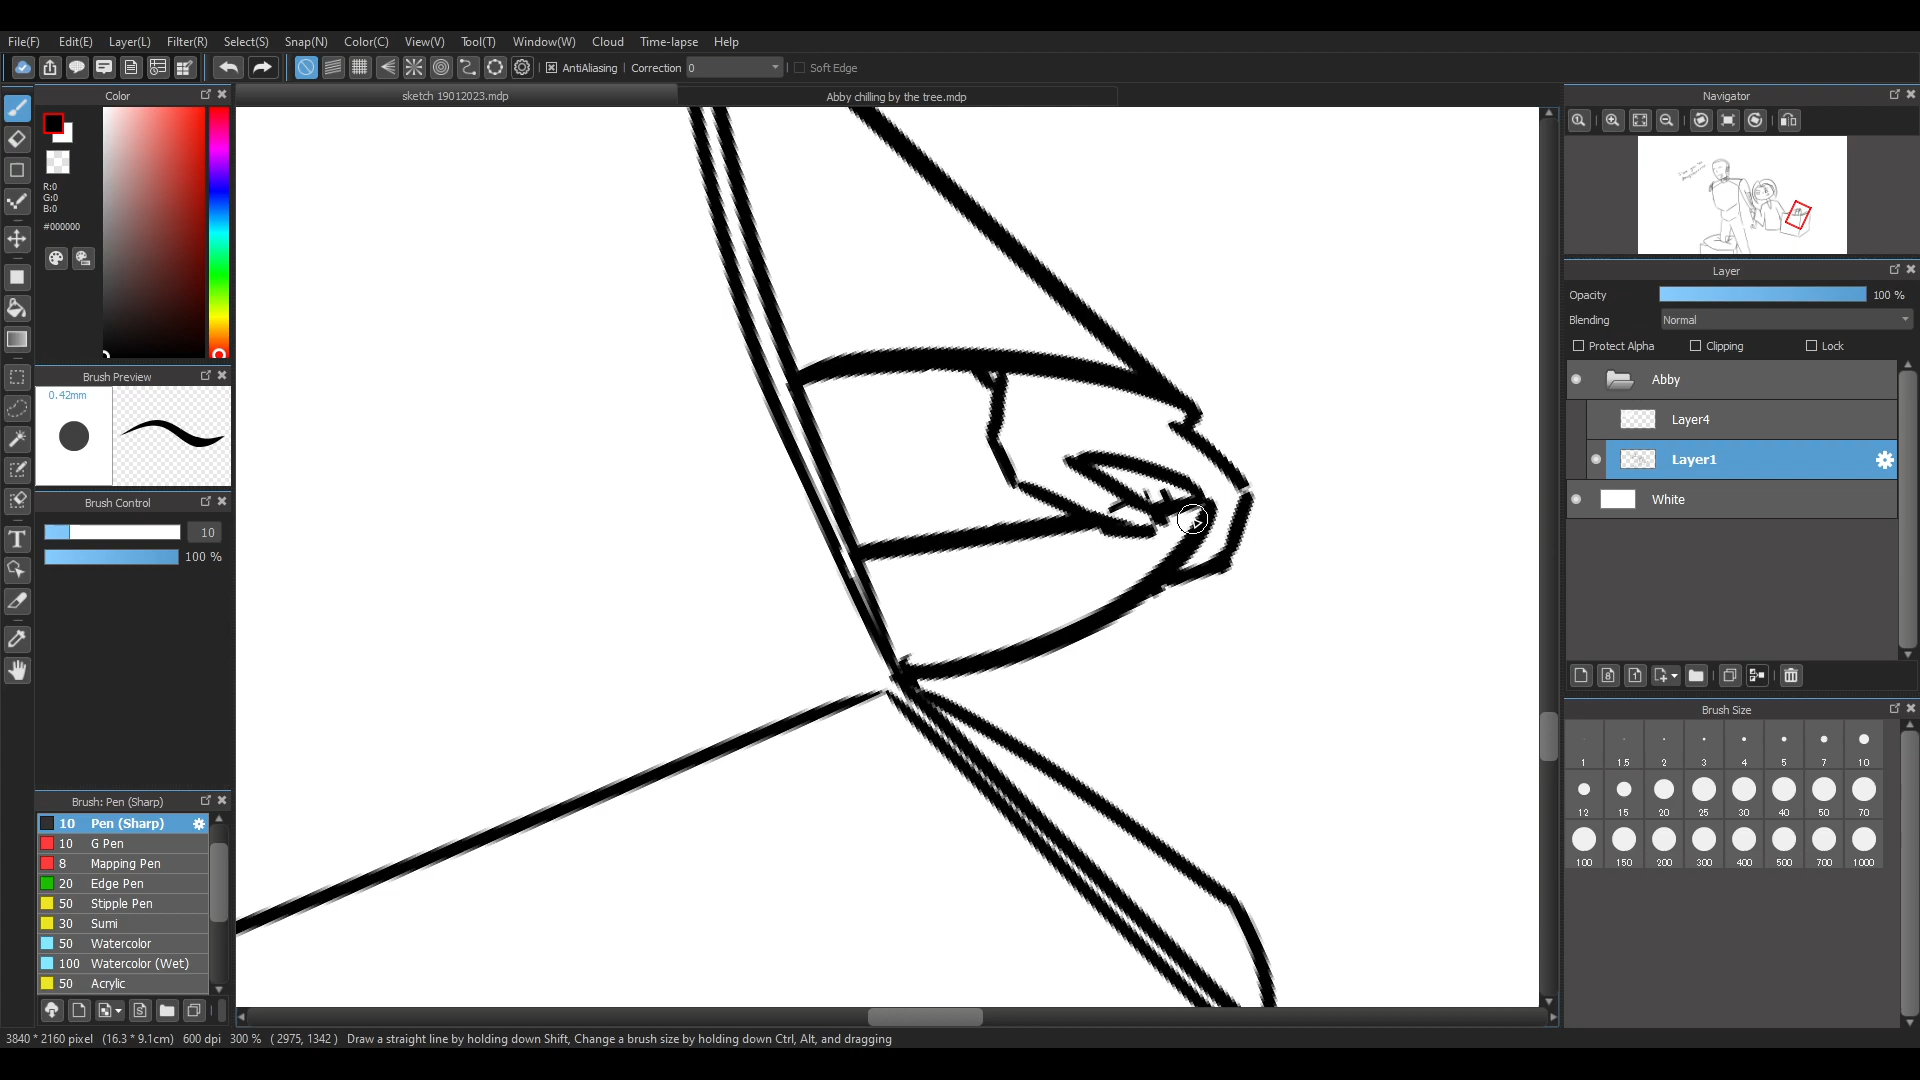 File(F) Edit(E) Layer(L) Filter(R) Select(S) Snap(N) Color(C) View(V) Tool(T) Window(W) Cloud Time-lapse Help
AntiAliasing Correction 0 Soft Edge
Color
sketch 19012023.mdp
Abby chilling by the tree.mdp
Navigator
R:0
G:0
B:0
#000000
Layer
Opacity 100 %
Blending Normal
Protect Alpha Clipping Lock
Abby
Layer4
Layer1
White
Brush Preview
0.42mm
Brush Control
10
100 %
Brush Size
1 1.5 2 3 4 5 7 10
12 15 20 25 30 40 50 70
100 150 200 300 400 500 700 1000
Brush: Pen (Sharp)
10 Pen (Sharp)
10 G Pen
8 Mapping Pen
20 Edge Pen
50 Stipple Pen
30 Sumi
50 Watercolor
100 Watercolor (Wet)
50 Acrylic
3840 * 2160 pixel (16.3 * 9.1cm) 600 dpi 300 % ( 2975, 1342 ) Draw a straight line by holding down Shift, Change a brush size by holding down Ctrl, Alt, and dragging